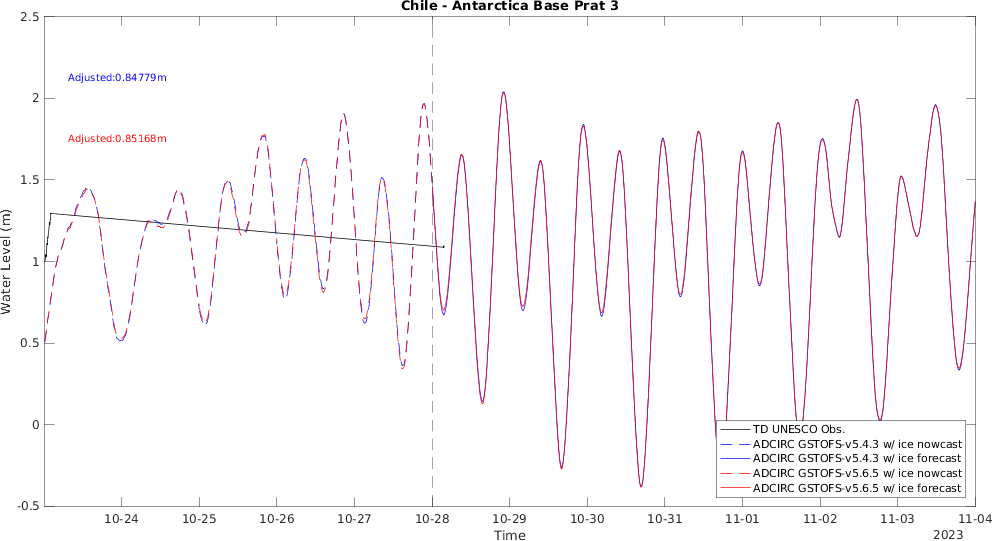 Chile - Antarctica Base Prat 3
2.5
2
1.5
1
0.5
0
-0.5
Water Level (m)
Adjusted:0.84779m
Adjusted:0.85168m
TD UNESCO Obs.
ADCIRC GSTOFS-v5.4.3 w/ ice nowcast
ADCIRC GSTOFS-v5.4.3 w/ ice forecast
ADCIRC GSTOFS-v5.6.5 w/ ice nowcast
ADCIRC GSTOFS-v5.6.5 w/ ice forecast
10-24 10-25 10-26 10-27 10-28 10-29 10-30 10-31 11-01 11-02 11-03 11-04
Time
2023